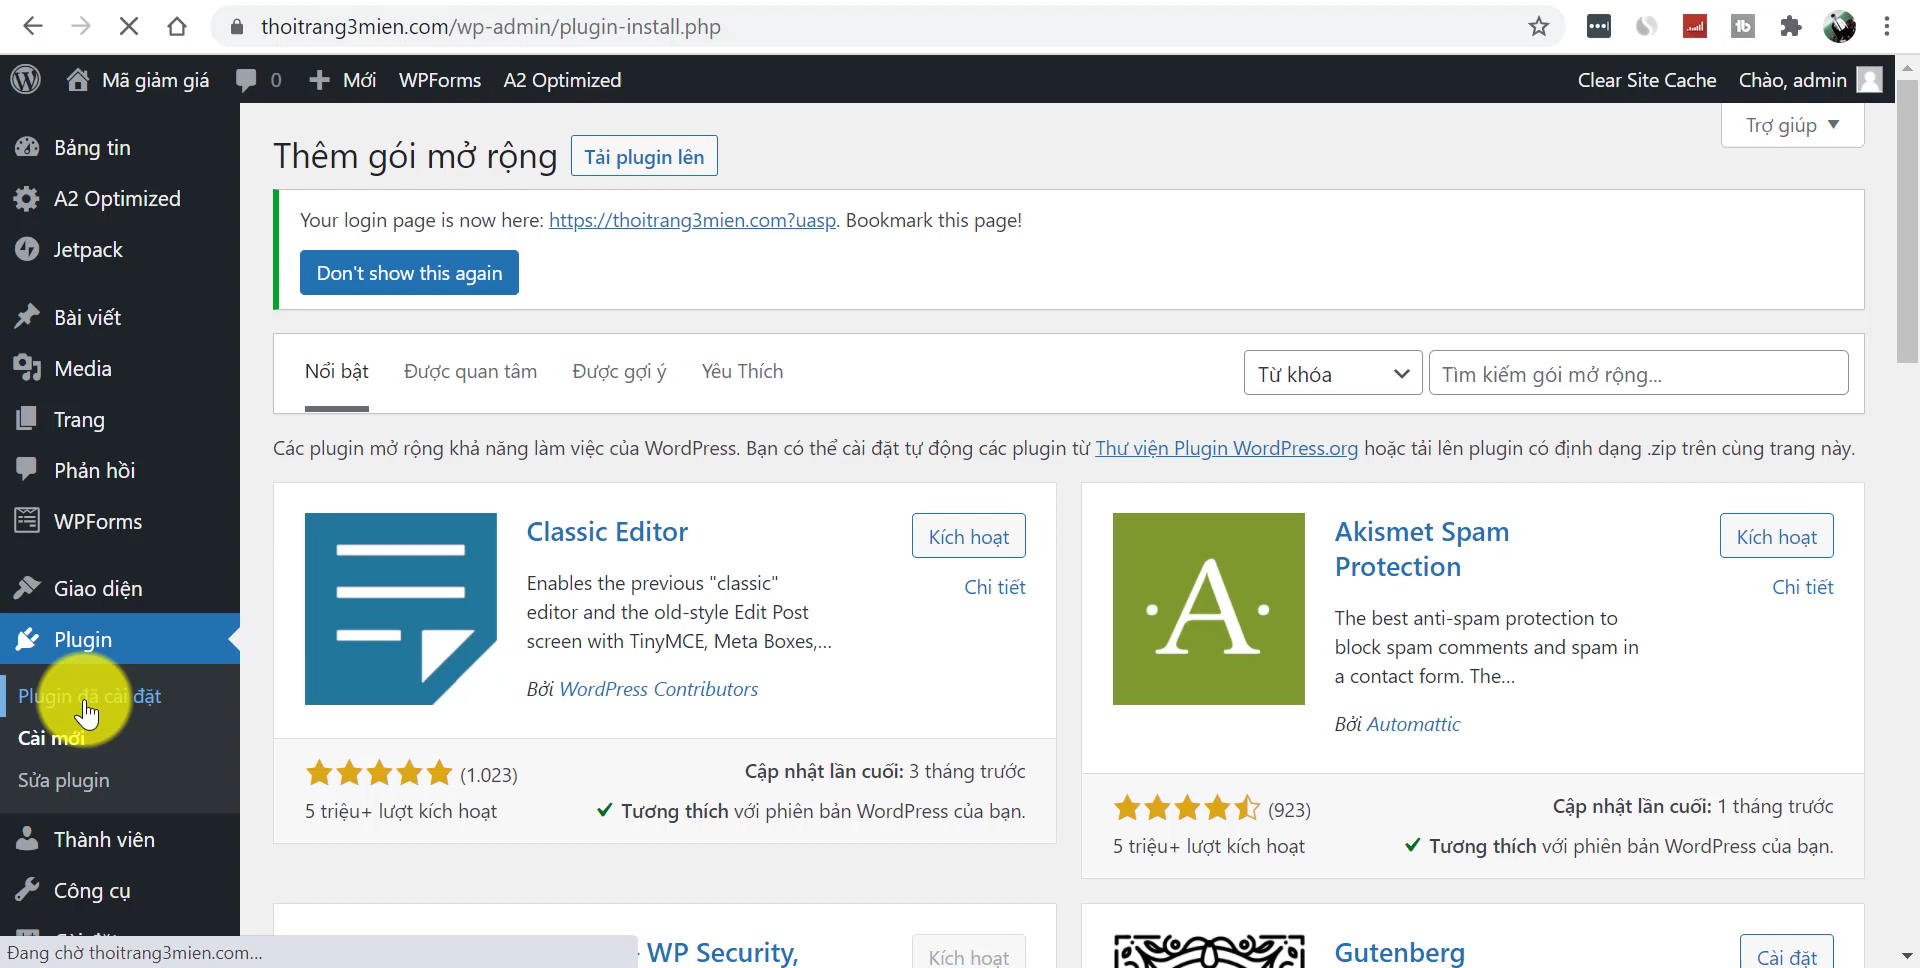 thoitrang3mien.com/wp-admin/plugin-install.php
Mã giảm giá 0 Mới WPForms A2 Optimized Clear Site Cache Chào, admin
Trợ giúp
Bảng tin
A2 Optimized
Jetpack
Bài viết
Media
Trang
Phản hồi
WPForms
Giao diện
Plugin
Plugin đã cài đặt
Cài mới
Sửa plugin
Thành viên
Công cụ
Đang chờ thoitrang3mien.com...
Thêm gói mở rộng Tải plugin lên
Your login page is now here: https://thoitrang3mien.com?uasp. Bookmark this page!
Don't show this again
Nổi bật Được quan tâm Được gợi ý Yêu Thích Từ khóa Tìm kiếm gói mở rộng...
Các plugin mở rộng khả năng làm việc của WordPress. Bạn có thể cài đặt tự động các plugin từ Thư viện Plugin WordPress.org hoặc tải lên plugin có định dạng .zip trên cùng trang này.
Classic Editor
Kích hoạt
Chi tiết
Enables the previous "classic"
editor and the old-style Edit Post
screen with TinyMCE, Meta Boxes,...
Bởi WordPress Contributors
(1.023)
Cập nhật lần cuối: 3 tháng trước
5 triệu+ lượt kích hoạt
Tương thích với phiên bản WordPress của bạn.
Akismet Spam
Protection
Kích hoạt
Chi tiết
The best anti-spam protection to
block spam comments and spam in
a contact form. The...
Bởi Automattic
(923)
Cập nhật lần cuối: 1 tháng trước
5 triệu+ lượt kích hoạt
Tương thích với phiên bản WordPress của bạn.
WP Security,
Kích hoạt
Gutenberg
Cài đặt